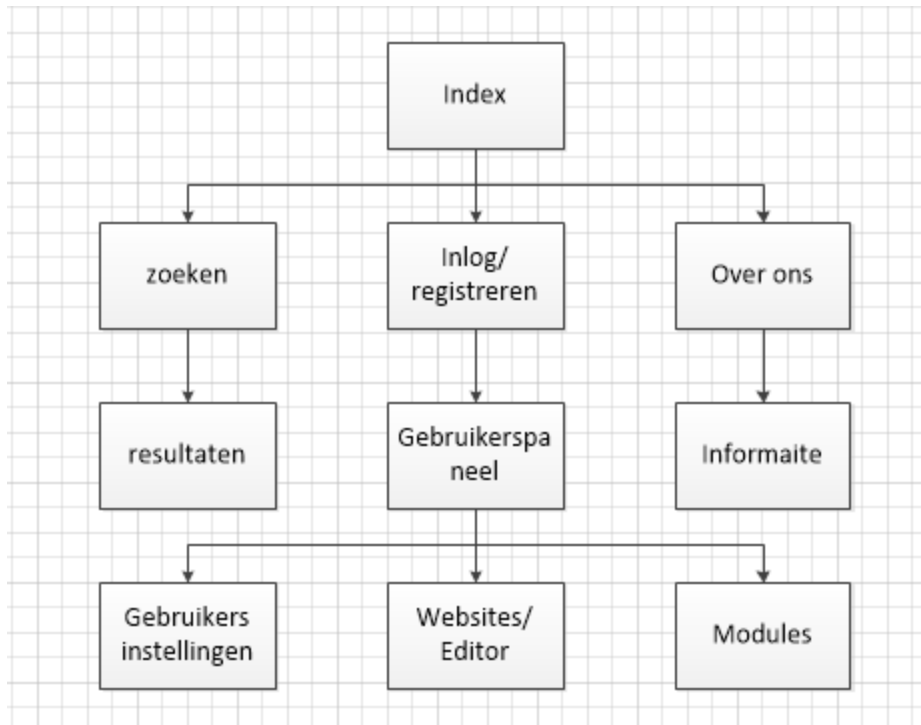 Index
zoeken
Inlog/
registreren
Over ons
resultaten
Gebruikerspa
neel
Informaite
Gebruikers
instellingen
Websites/
Editor
Modules